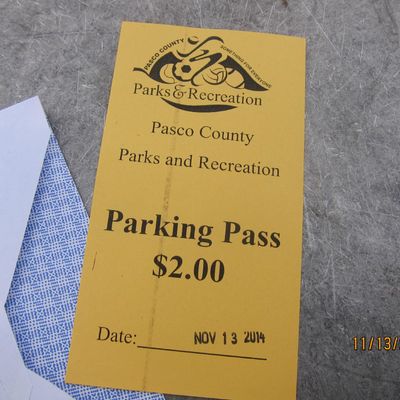 PASCO COUNTY
SOMETHING FOR EVERYONE
Parks & Recreation
Pasco County
Parks and Recreation
Parking Pass
$2.00
Date: NOV 13 2014
11/13/